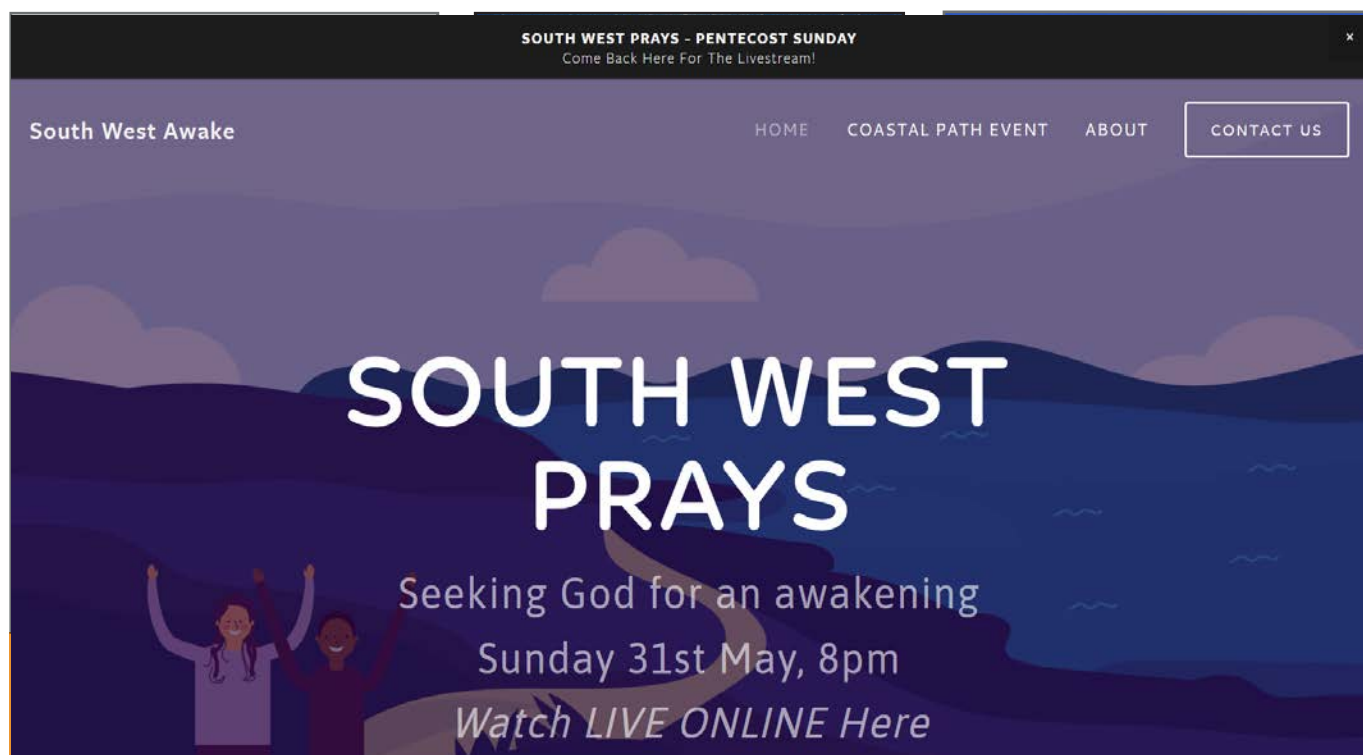 SOUTH WEST PRAYS - PENTECOST SUNDAY
Come Back Here For The Livestream!
x
South West Awake
HOME COASTAL PATH EVENT ABOUT CONTACT US
SOUTH WEST
PRAYS
Seeking God for an awakening
Sunday 31st May, 8pm
Watch LIVE ONLINE Here